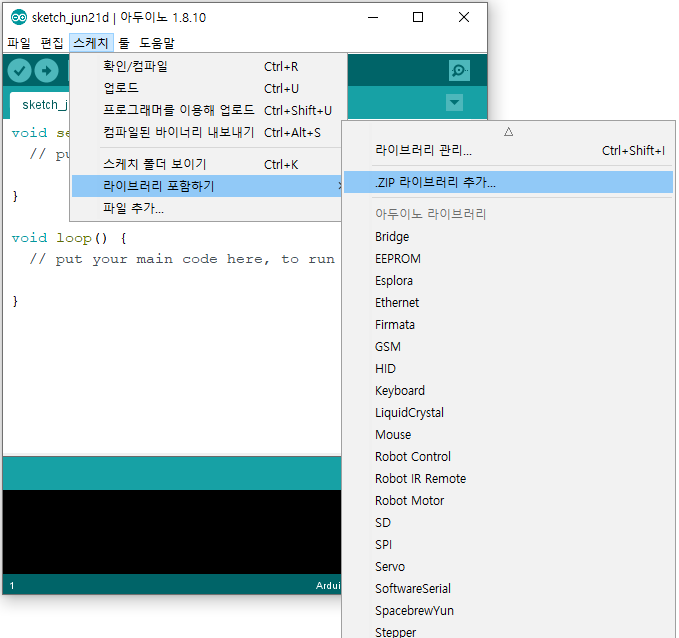 sketch_jun21d | 아두이노 1.8.10
파일 편집 스케치 툴 도움말
확인/컴파일 Ctrl+R
업로드 Ctrl+U
프로그래머를 이용해 업로드 Ctrl+Shift+U
컴파일된 바이너리 내보내기 Ctrl+Alt+S
스케치 폴더 보이기 Ctrl+K
라이브러리 포함하기
파일 추가...
sketch_j
void se
// pu
}
void loop() {
// put your main code here, to run
}
1 Ardui
라이브러리 관리... Ctrl+Shift+I
.ZIP 라이브러리 추가...
아두이노 라이브러리
Bridge
EEPROM
Esplora
Ethernet
Firmata
GSM
HID
Keyboard
LiquidCrystal
Mouse
Robot Control
Robot IR Remote
Robot Motor
SD
SPI
Servo
SoftwareSerial
SpacebrewYun
Stepper